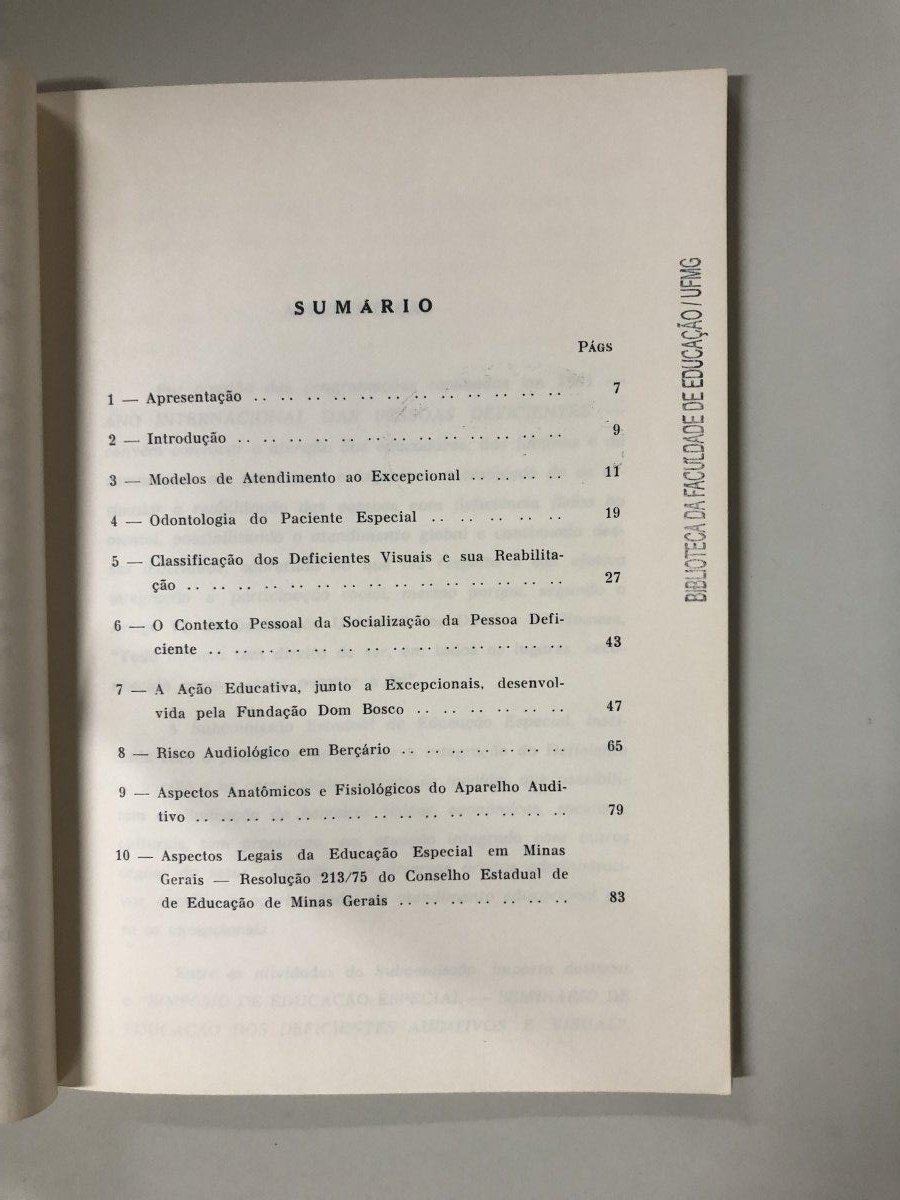 SUMÁRIO
PÁGS
1 — Apresentação .. .. .. .. .. .. .. .. .. .. .. .. 7
2 — Introdução .. .. .. .. .. .. .. .. .. .. .. .. .. 9
3 — Modelos de Atendimento ao Excepcional .. .. .. .. 11
4 — Odontologia do Paciente Especial .. .. .. .. .. .. 19
5 — Classificação dos Deficientes Visuais e sua Reabilita-
ção .. .. .. .. .. .. .. .. .. .. .. .. .. .. .. 27
6 — O Contexto Pessoal da Socialização da Pessoa Defi-
ciente .. .. .. .. .. .. .. .. .. .. .. .. .. .. 43
7 — A Ação Educativa, junto a Excepcionais, desenvol-
vida pela Fundação Dom Bosco .. .. .. .. .. .. 47
8 — Risco Audiológico em Berçário .. .. .. .. .. .. .. 65
9 — Aspectos Anatômicos e Fisiológicos do Aparelho Audi-
tivo .. .. .. .. .. .. .. .. .. .. .. .. .. .. .. 79
10 — Aspectos Legais da Educação Especial em Minas
Gerais — Resolução 213/75 do Conselho Estadual de
de Educação de Minas Gerais .. .. .. .. .. .. .. 83
BIBLIOTECA DA FACULDADE DE EDUCAÇÃO / UFMG